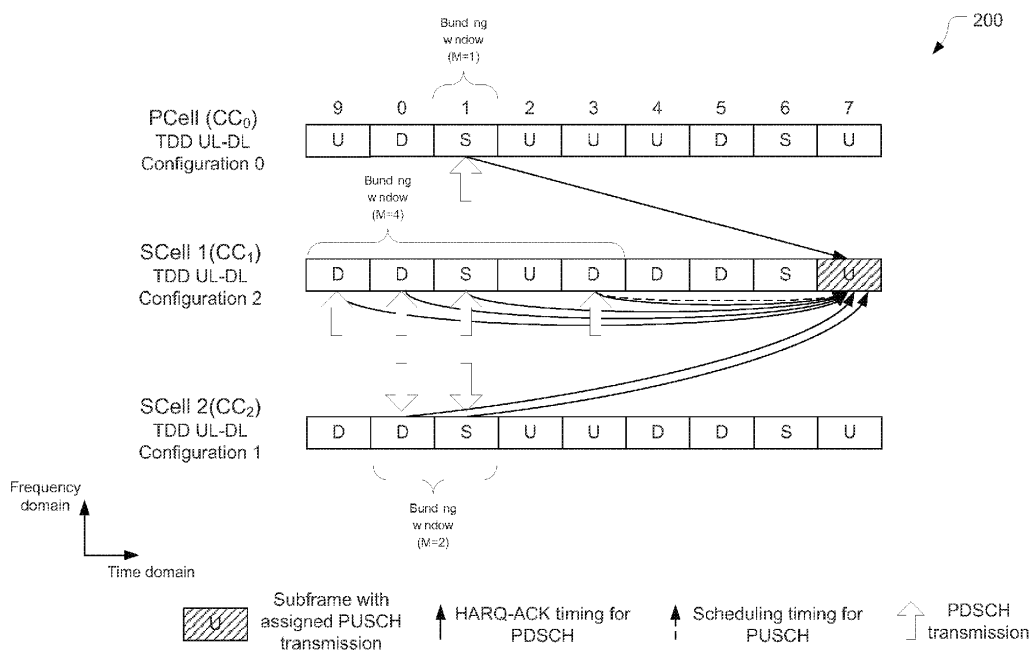 200
Bund ng
w ndow
(M=1)
9 0 1 2 3 4 5 6 7
PCell (CC0)
TDD UL-DL
Configuration 0
U D S U U U D S U
Bund ng
w ndow
(M=4)
SCell 1(CC1)
TDD UL-DL
Configuration 2
D D S U D D D S U
SCell 2(CC2)
TDD UL-DL
Configuration 1
D D S U U D D S U
Bund ng
w ndow
(M=2)
Frequency
domain
Time domain
U
Subframe with
assigned PUSCH
transmission
HARQ-ACK timing for
PDSCH
Scheduling timing for
PUSCH
PDSCH
transmission